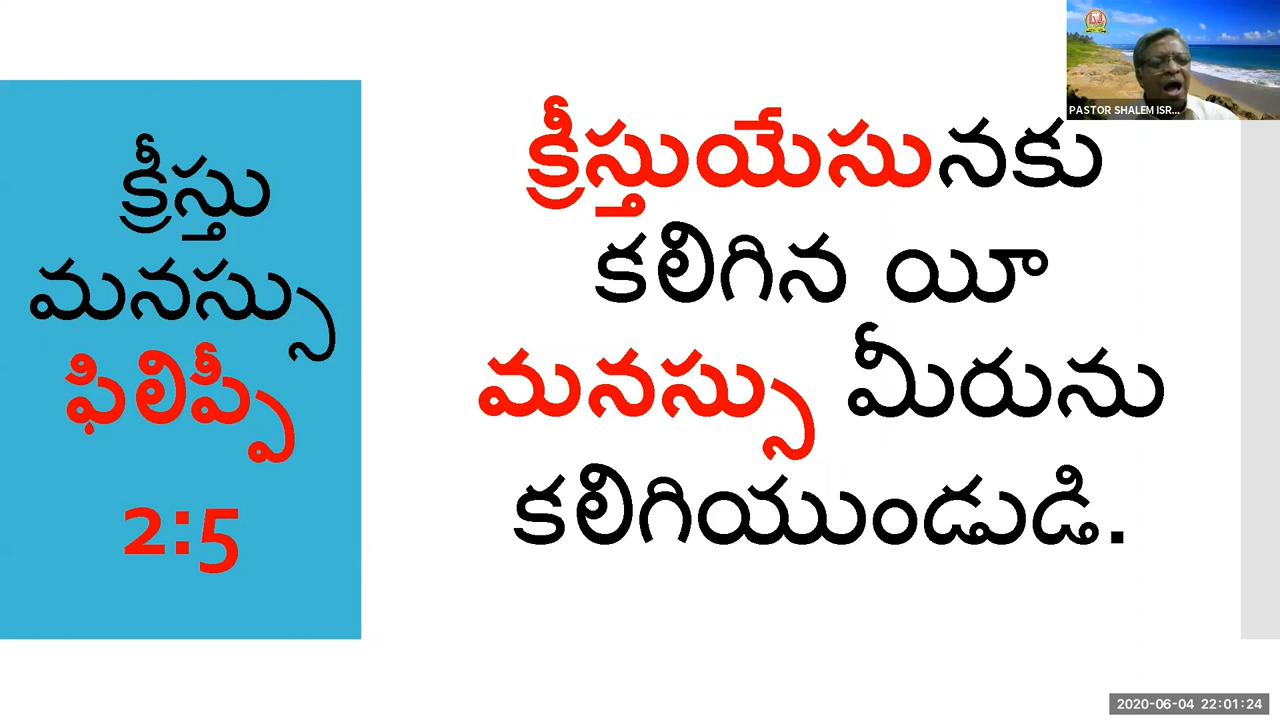 క్రీస్తు
మనస్సు
ఫిలిప్పీ
2:5
క్రీస్తుయేసునకు
కలిగిన యీ
మనస్సు మీరును
కలిగియుండుడి.
PASTOR SHALEM ISR...
2020-06-04 22:01:24